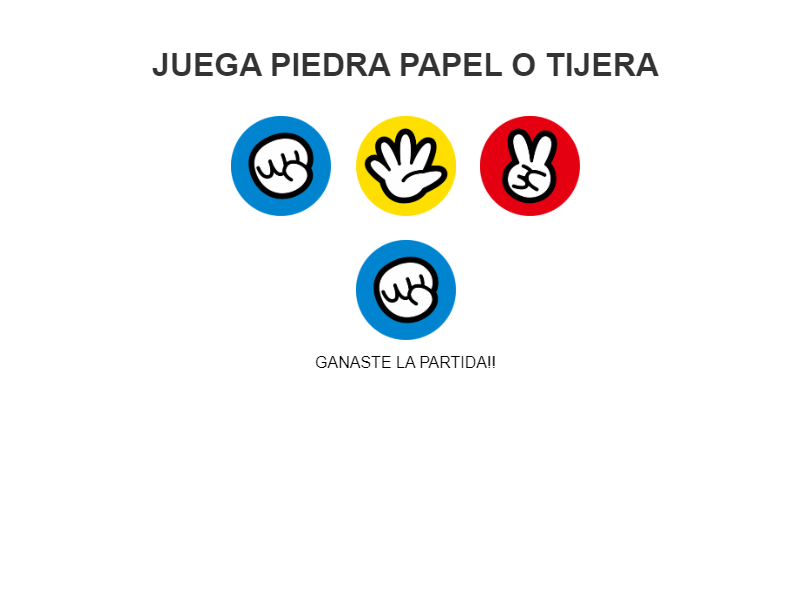 JUEGA PIEDRA PAPEL O TIJERA
GANASTE LA PARTIDA!!